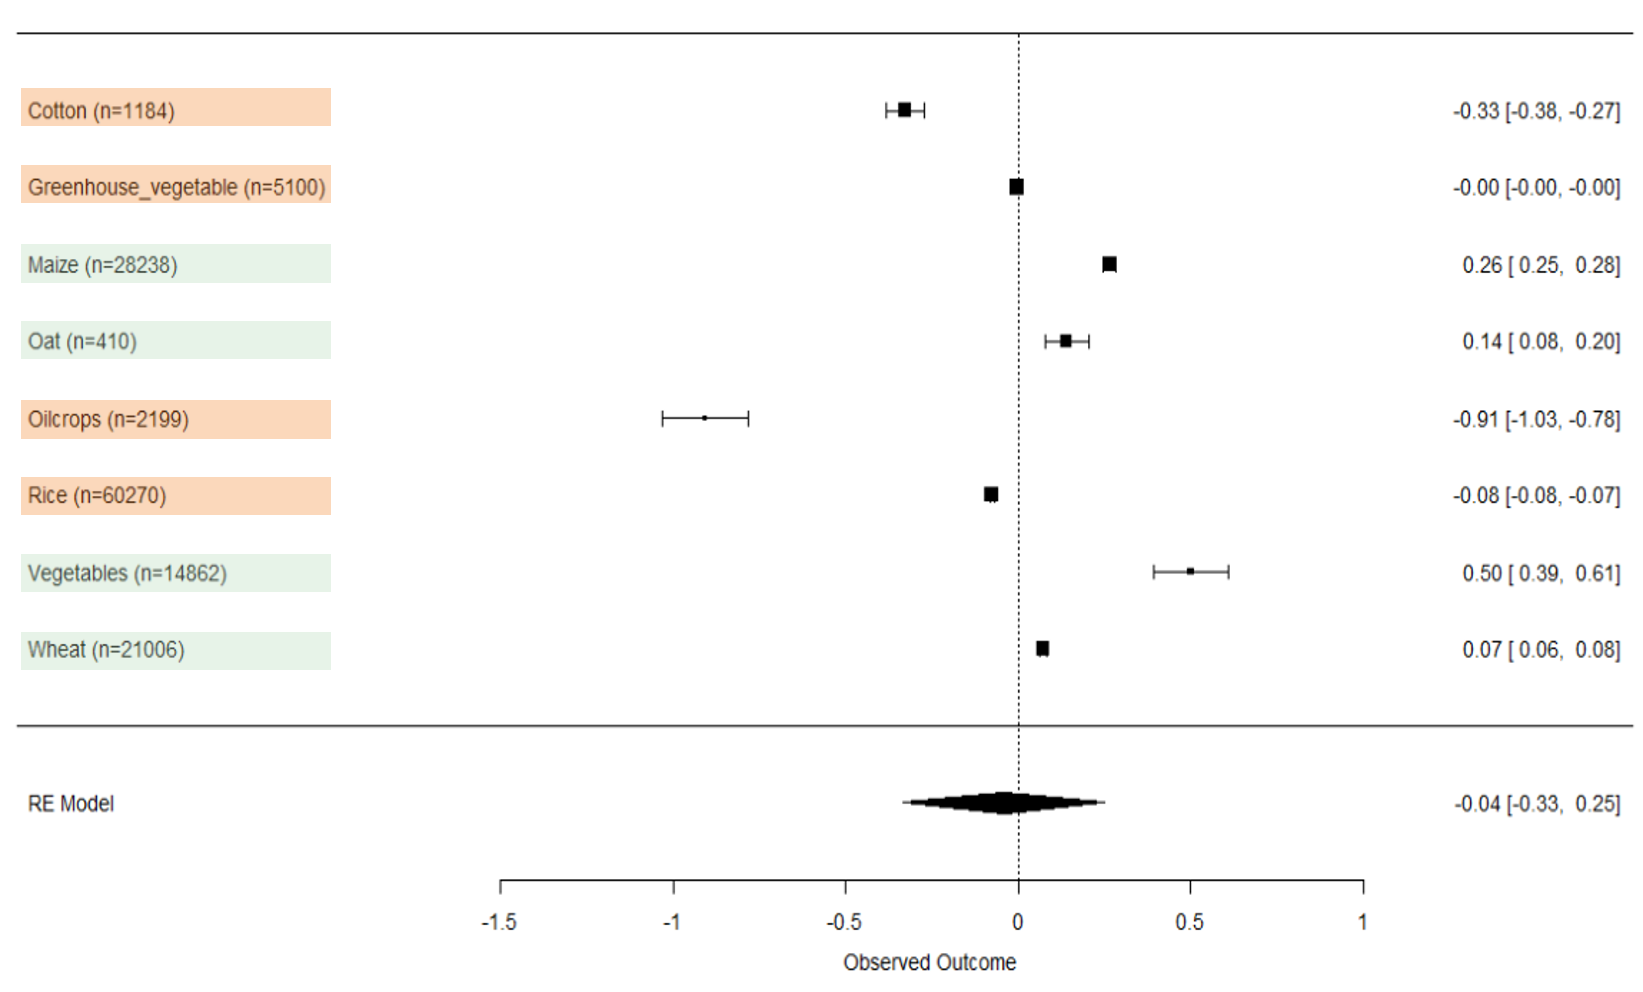 Cotton (n=1184) -0.33 [-0.38, -0.27]
Greenhouse_vegetable (n=5100) -0.00 [-0.00, -0.00]
Maize (n=28238) 0.26 [ 0.25, 0.28]
Oat (n=410) 0.14 [ 0.08, 0.20]
Oilcrops (n=2199) -0.91 [-1.03, -0.78]
Rice (n=60270) -0.08 [-0.08, -0.07]
Vegetables (n=14862) 0.50 [ 0.39, 0.61]
Wheat (n=21006) 0.07 [ 0.06, 0.08]
RE Model -0.04 [-0.33, 0.25]
-1.5 -1 -0.5 0 0.5 1
Observed Outcome